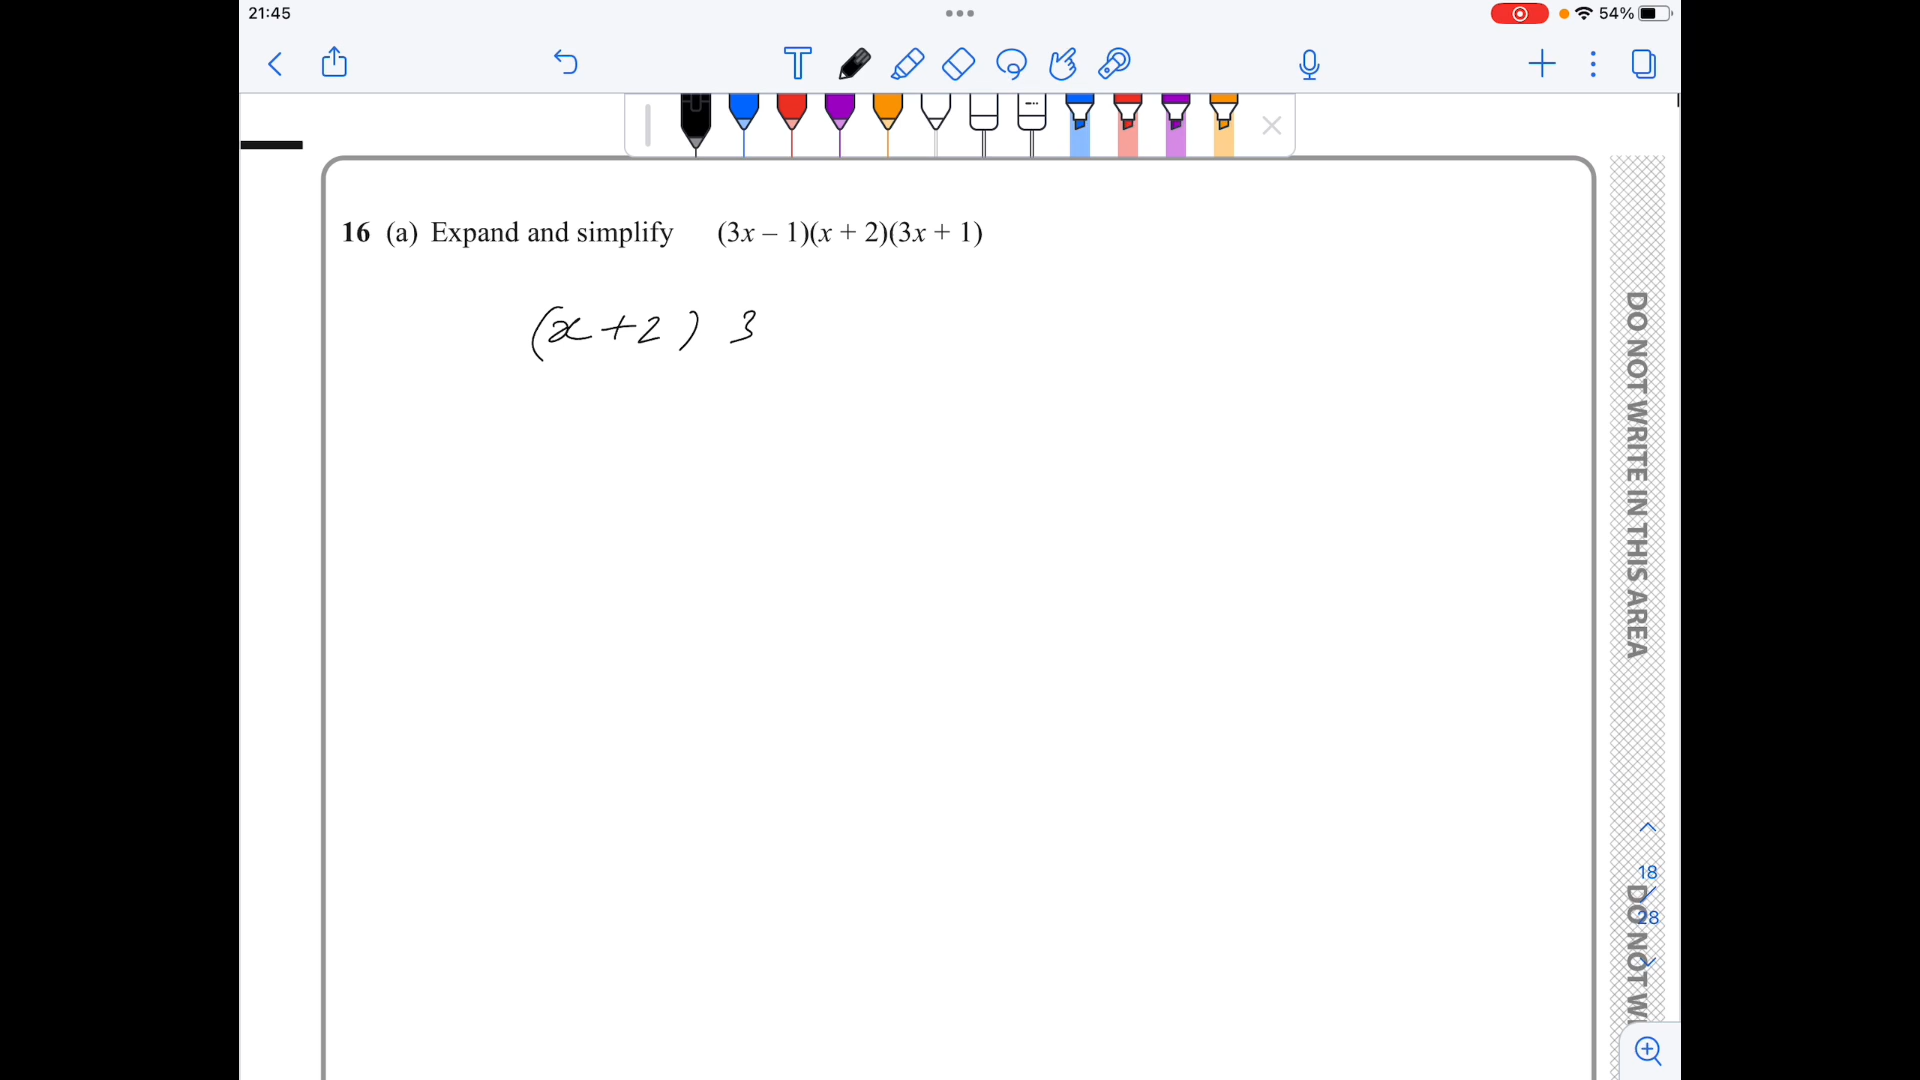 21:45
54%
16 (a) Expand and simplify (3x – 1)(x + 2)(3x + 1)
(x + 2) 3
DO NOT WRITE IN THIS AREA
18
28
DO NOT WR